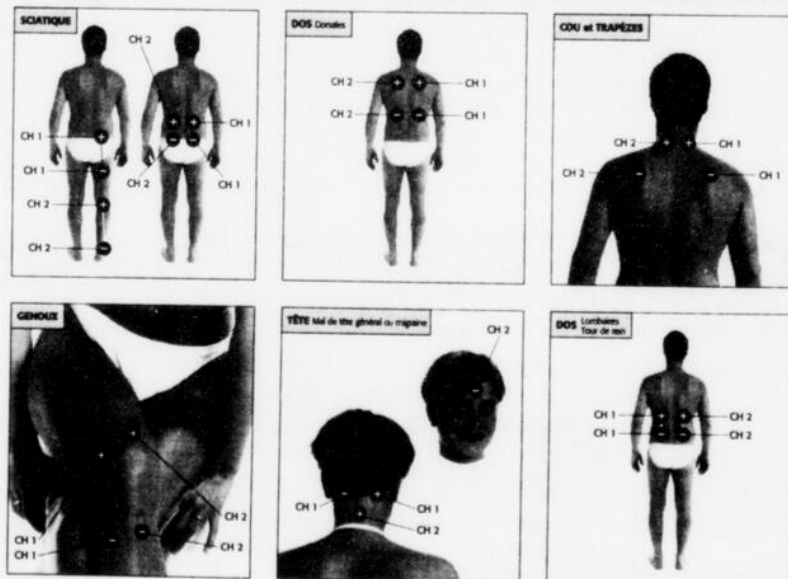 SCIATIQUE
CH 2
CH 1
CH 1
CH 1
CH 2
CH 2
CH 1
CH 2
DOS Dorsales
CH 2
CH 1
CH 2
CH 1
COU et TRAPÈZES
CH 2
CH 1
CH 2
CH 1
GENOUX
CH 2
CH 1
CH 1
CH 2
TÊTE Mal de tête général ou migraine
CH 2
CH 1
CH 1
CH 2
DOS Lombaires
Tour de rein
CH 1
CH 2
CH 1
CH 2